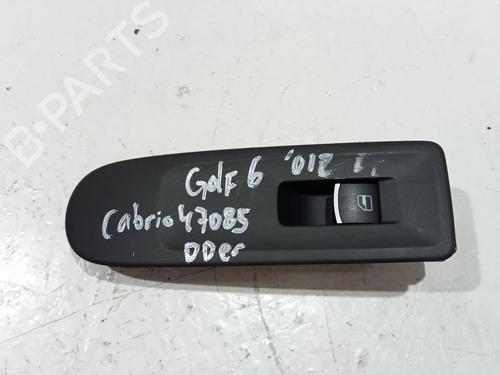 B-PARTS
Golf 6 '012
Cabrio 47085
DDer